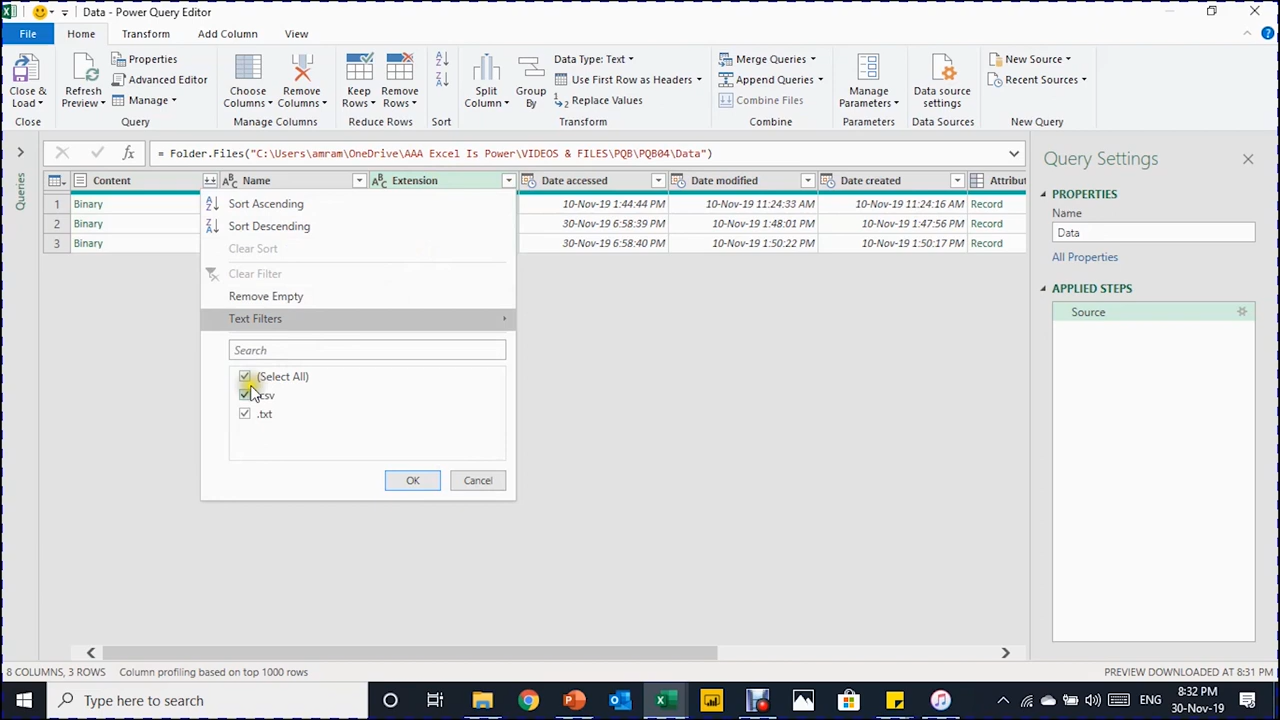 Data - Power Query Editor
File Home Transform Add Column View
Close & Load
Refresh Preview
Properties
Advanced Editor
Manage
Choose Columns
Remove Columns
Keep Rows
Remove Rows
Split Column
Group By
Data Type: Text
Use First Row as Headers
Replace Values
Merge Queries
Append Queries
Combine Files
Manage Parameters
Data source settings
New Source
Recent Sources
Close Query Manage Columns Reduce Rows Sort Transform Combine Parameters Data Sources New Query
fx = Folder.Files("C:\Users\amram\OneDrive\AAA Excel Is Power\VIDEOS & FILES\PQB\PQB04\Data")
Queries
Content Name Extension Date accessed Date modified Date created Attribut
1 Binary 10-Nov-19 1:44:44 PM 10-Nov-19 11:24:33 AM 10-Nov-19 11:24:16 AM Record
2 Binary 30-Nov-19 6:58:39 PM 10-Nov-19 1:48:01 PM 10-Nov-19 1:47:56 PM Record
3 Binary 30-Nov-19 6:58:40 PM 10-Nov-19 1:50:22 PM 10-Nov-19 1:50:17 PM Record
Sort Ascending
Sort Descending
Clear Sort
Clear Filter
Remove Empty
Text Filters
Search
(Select All)
.csv
.txt
OK Cancel
Query Settings
PROPERTIES
Name
Data
All Properties
APPLIED STEPS
Source
8 COLUMNS, 3 ROWS Column profiling based on top 1000 rows PREVIEW DOWNLOADED AT 8:31 PM
Type here to search
ENG
8:32 PM
30-Nov-19